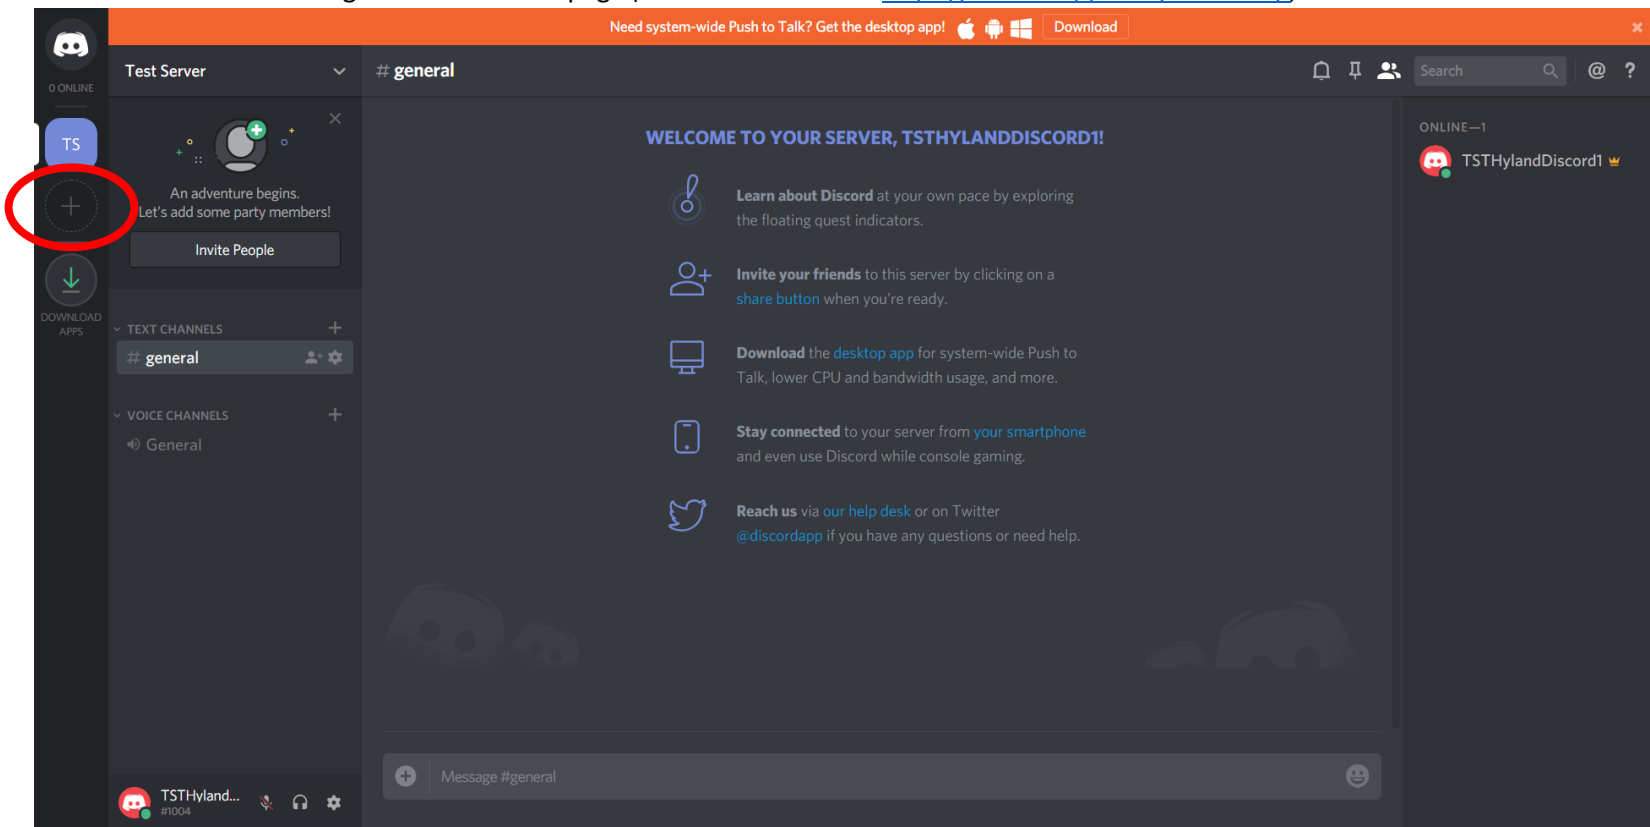 Need system-wide Push to Talk? Get the desktop app! Download
0 ONLINE
TS
DOWNLOAD
APPS
Test Server
An adventure begins.
Let's add some party members!
Invite People
TEXT CHANNELS
# general
VOICE CHANNELS
General
TSTHyland...
#1004
# general
Search
@ ?
WELCOME TO YOUR SERVER, TSTHYLANDDISCORD1!
Learn about Discord at your own pace by exploring
the floating quest indicators.
Invite your friends to this server by clicking on a
share button when you're ready.
Download the desktop app for system-wide Push to
Talk, lower CPU and bandwidth usage, and more.
Stay connected to your server from your smartphone
and even use Discord while console gaming.
Reach us via our help desk or on Twitter
@discordapp if you have any questions or need help.
Message #general
ONLINE—1
TSTHylandDiscord1